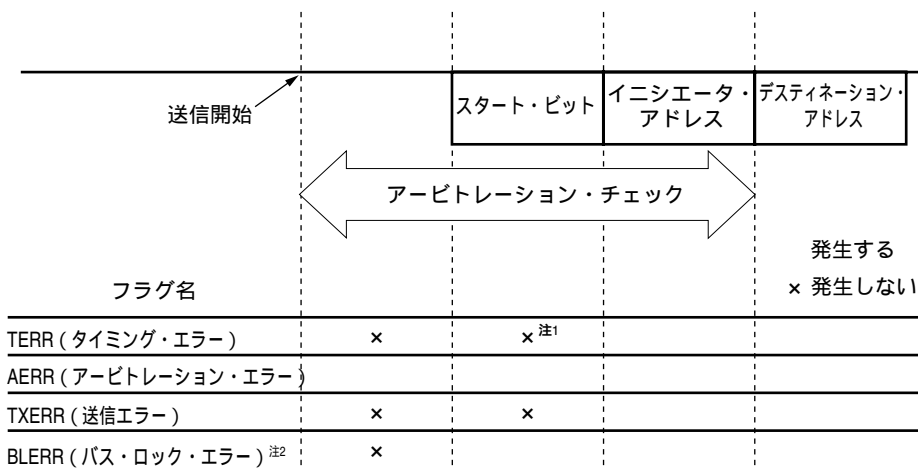 送信開始
スタート・ビット
イニシエータ・
アドレス
デスティネーション・
アドレス
アービトレーション・チェック
発生する
× 発生しない
フラグ名
TERR(タイミング・エラー) × ×注1
AERR(アービトレーション・エラー)
TXERR(送信エラー) × ×
BLERR(バス・ロック・エラー)注2 ×